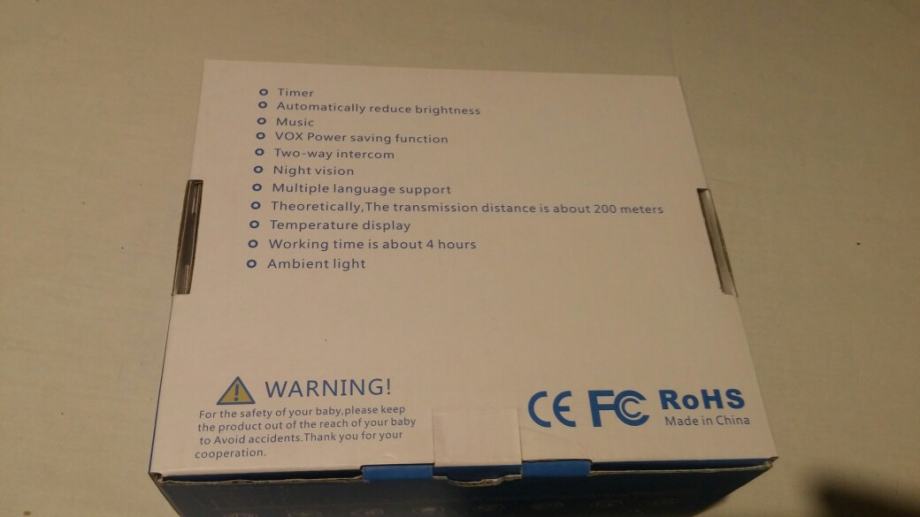 Timer
Automatically reduce brightness
Music
VOX Power saving function
Two-way intercom
Night vision
Multiple language support
Theoretically,The transmission distance is about 200 meters
Temperature display
Working time is about 4 hours
Ambient light
WARNING!
For the safety of your baby,please keep
the product out of the reach of your baby
to Avoid accidents.Thank you for your
cooperation.
CE FC RoHS
Made in China